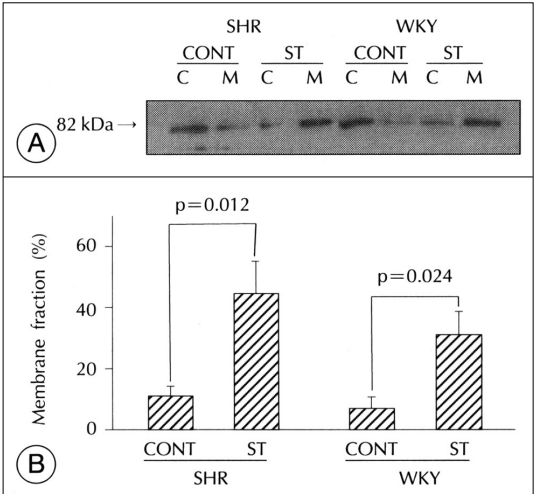 SHR WKY
CONT ST CONT ST
C M C M C M C M
82 kDa→
A
p=0.012
p=0.024
Membrane fraction (%)
60
40
20
0
CONT ST CONT ST
SHR WKY
B